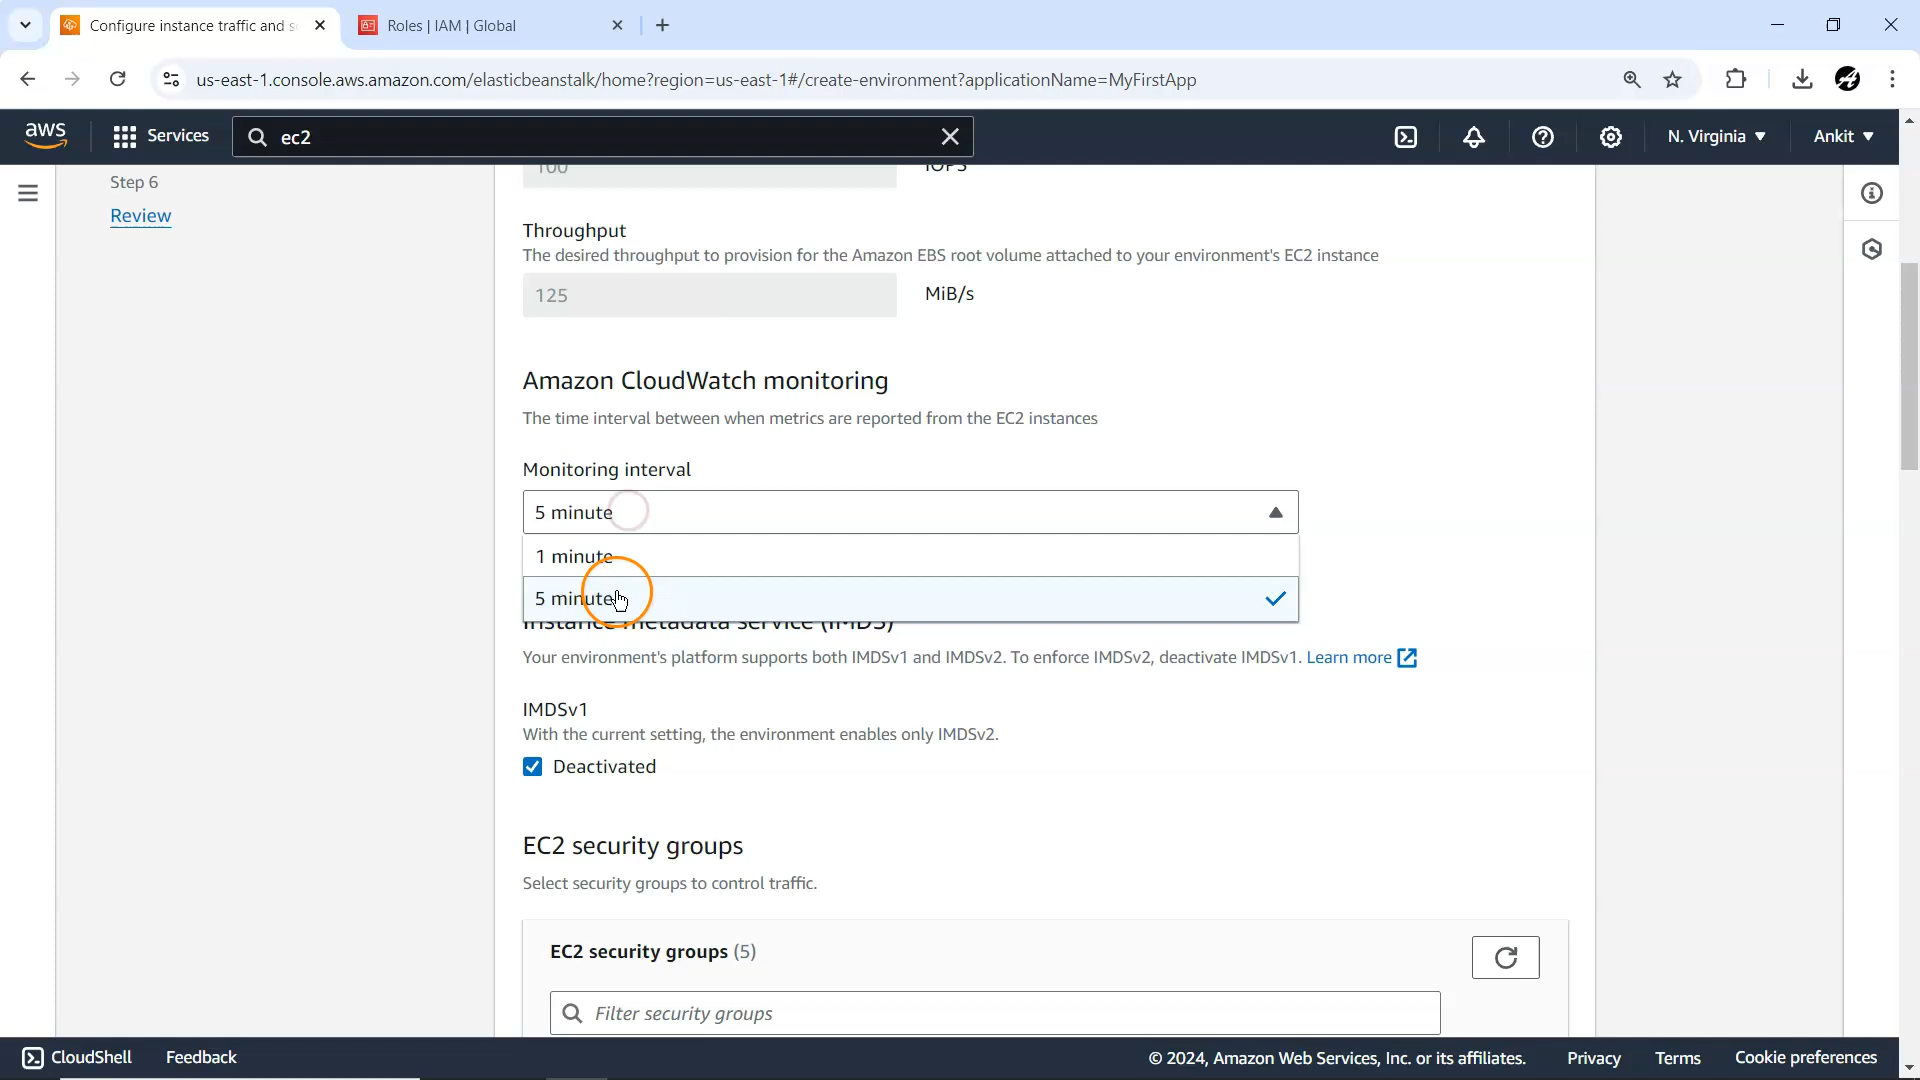 Configure instance traffic and s
Roles | IAM | Global
us-east-1.console.aws.amazon.com/elasticbeanstalk/home?region=us-east-1#/create-environment?applicationName=MyFirstApp
aws
Services
ec2
N. Virginia
Ankit
Step 6
Review
100
IOPS
Throughput
The desired throughput to provision for the Amazon EBS root volume attached to your environment's EC2 instance
125
MiB/s
Amazon CloudWatch monitoring
The time interval between when metrics are reported from the EC2 instances
Monitoring interval
5 minute
1 minute
5 minute
Instance metadata service (IMDS)
Your environment's platform supports both IMDSv1 and IMDSv2. To enforce IMDSv2, deactivate IMDSv1. Learn more
IMDSv1
With the current setting, the environment enables only IMDSv2.
Deactivated
EC2 security groups
Select security groups to control traffic.
EC2 security groups (5)
Filter security groups
CloudShell
Feedback
© 2024, Amazon Web Services, Inc. or its affiliates.
Privacy
Terms
Cookie preferences